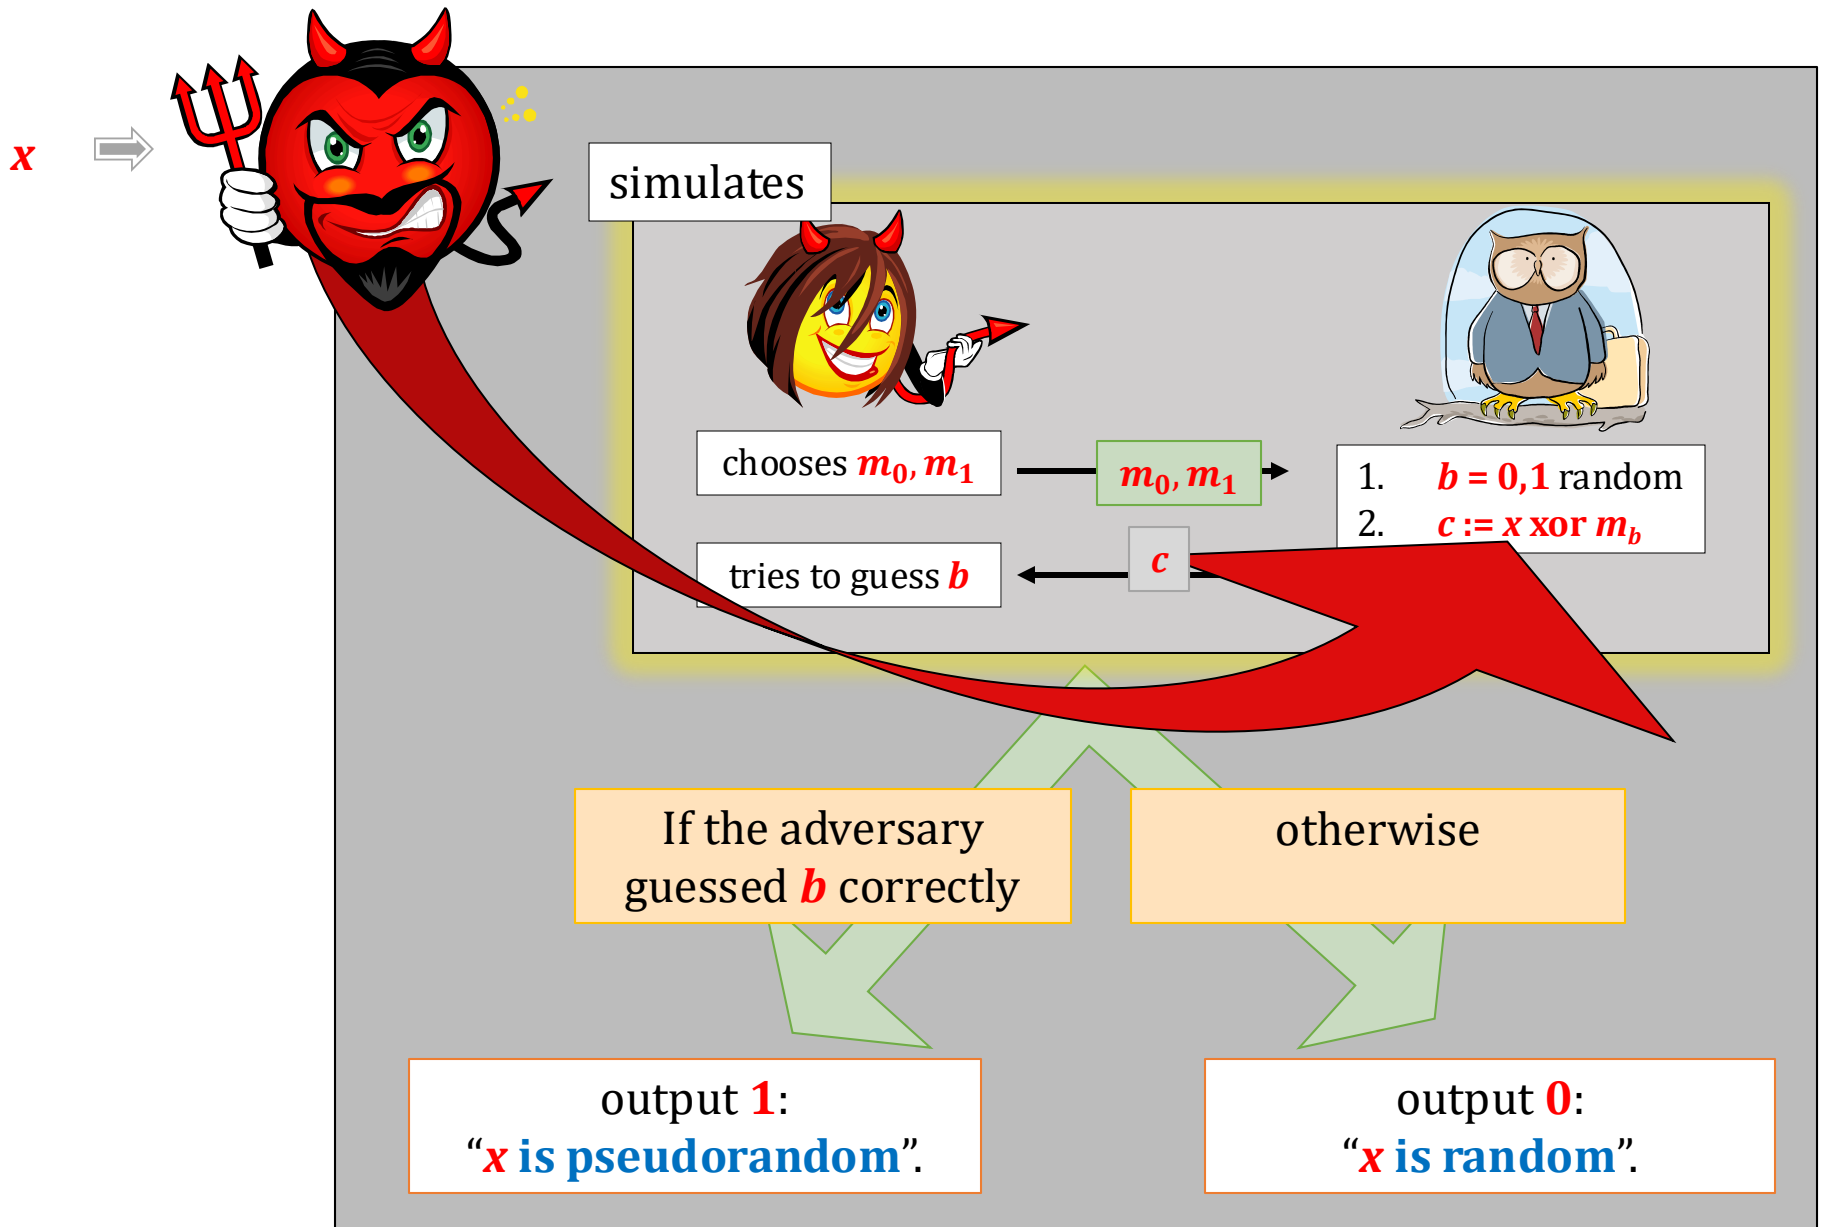 x
simulates
chooses m₀, m₁
m₀, m₁
1. b = 0,1 random
2. c := x xor m_b
c
tries to guess b
If the adversary
guessed b correctly
otherwise
output 1:
“x is pseudorandom”.
output 0:
“x is random”.